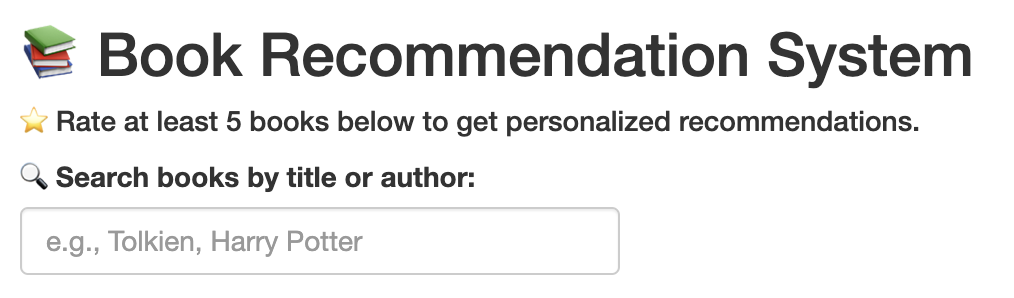 📚 Book Recommendation System
⭐ Rate at least 5 books below to get personalized recommendations.
🔍 Search books by title or author:
e.g., Tolkien, Harry Potter